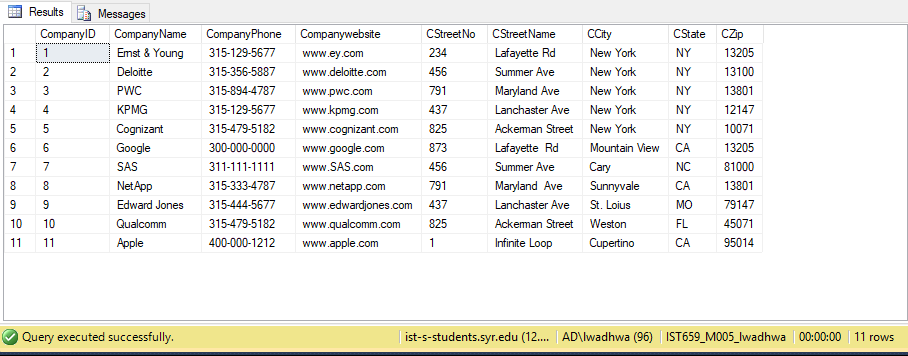 Results Messages
CompanyID CompanyName CompanyPhone Companywebsite CStreetNo CStreetName CCity CState CZip
1 1 Ernst & Young 315-129-5677 www.ey.com 234 Lafayette Rd New York NY 13205
2 2 Deloitte 315-356-5887 www.deloitte.com 456 Summer Ave New York NY 13100
3 3 PWC 315-894-4787 www.pwc.com 791 Maryland Ave New York NY 13801
4 4 KPMG 315-129-5677 www.kpmg.com 437 Lanchaster Ave New York NY 12147
5 5 Cognizant 315-479-5182 www.cognizant.com 825 Ackerman Street New York NY 10071
6 6 Google 300-000-0000 www.google.com 873 Lafayette Rd Mountain View CA 13205
7 7 SAS 311-111-1111 www.SAS.com 456 Summer Ave Cary NC 81000
8 8 NetApp 315-333-4787 www.netapp.com 791 Maryland Ave Sunnyvale CA 13801
9 9 Edward Jones 315-444-5677 www.edwardjones.com 437 Lanchaster Ave St. Loius MO 79147
10 10 Qualcomm 315-479-5182 www.qualcomm.com 825 Ackerman Street Weston FL 45071
11 11 Apple 400-000-1212 www.apple.com 1 Infinite Loop Cupertino CA 95014
Query executed successfully. ist-s-students.syr.edu (12.... AD\lwadhwa (96) IST659_M005_lwadhwa 00:00:00 11 rows